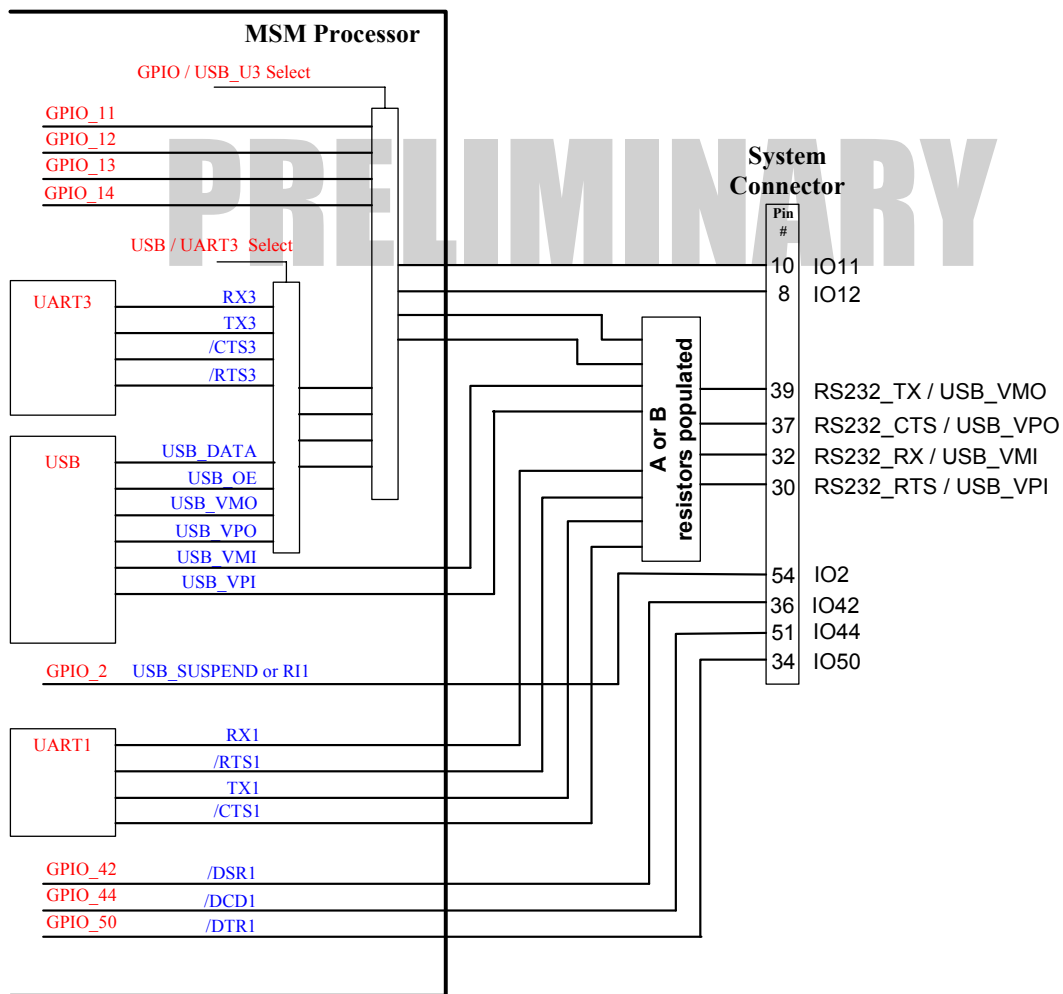 MSM Processor
GPIO / USB_U3 Select
GPIO_11
GPIO_12
GPIO_13
GPIO_14
PRELIMINARY
System
Connector
Pin
#
USB / UART3 Select
10 IO11
8 IO12
UART3
RX3
TX3
/CTS3
/RTS3
A or B
resistors populated
39 RS232_TX / USB_VMO
37 RS232_CTS / USB_VPO
32 RS232_RX / USB_VMI
30 RS232_RTS / USB_VPI
USB
USB_DATA
USB_OE
USB_VMO
USB_VPO
USB_VMI
USB_VPI
54 IO2
36 IO42
51 IO44
34 IO50
GPIO_2 USB_SUSPEND or RI1
UART1
RX1
/RTS1
TX1
/CTS1
GPIO_42 /DSR1
GPIO_44 /DCD1
GPIO_50 /DTR1